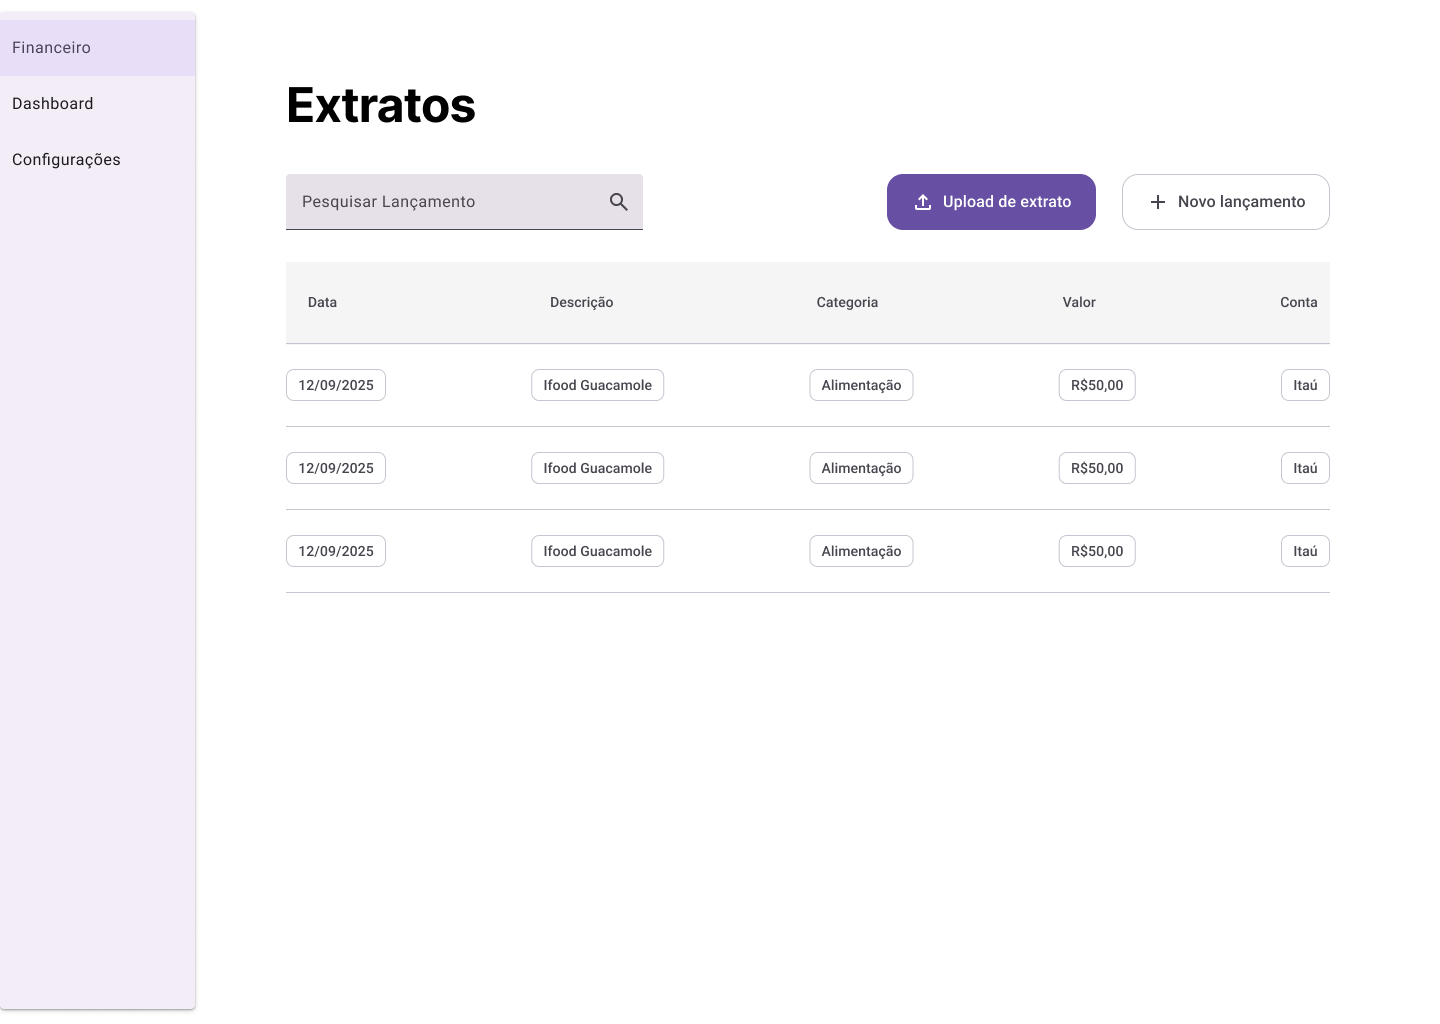 Financeiro
Dashboard
Configurações
Extratos
Pesquisar Lançamento
Upload de extrato
Novo lançamento
Data Descrição Categoria Valor Conta
12/09/2025 Ifood Guacamole Alimentação R$50,00 Itaú
12/09/2025 Ifood Guacamole Alimentação R$50,00 Itaú
12/09/2025 Ifood Guacamole Alimentação R$50,00 Itaú